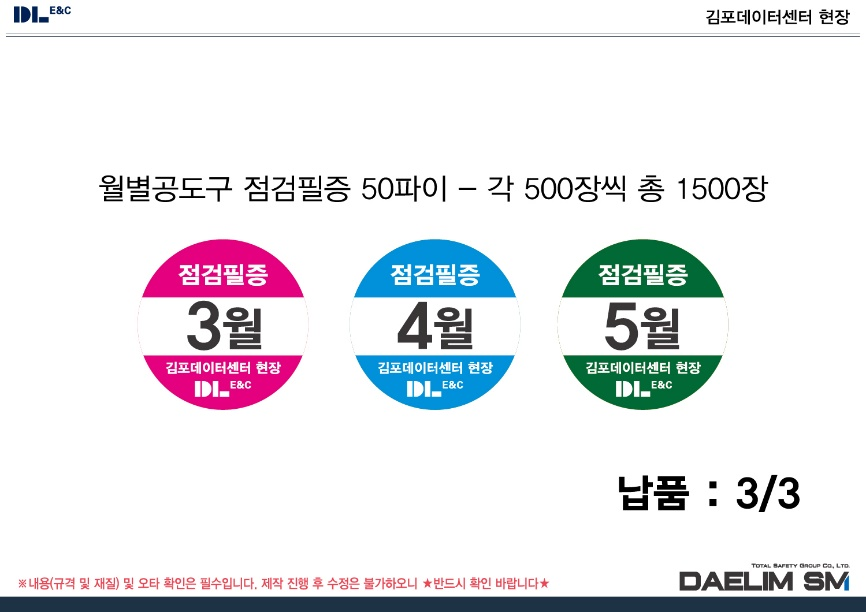 DL E&C
김포데이터센터 현장
월별공도구 점검필증 50파이 – 각 500장씩 총 1500장
점검필증
3월
김포데이터센터 현장
DL E&C
점검필증
4월
김포데이터센터 현장
DL E&C
점검필증
5월
김포데이터센터 현장
DL E&C
납품 : 3/3
※내용(규격 및 재질) 및 오타 확인은 필수입니다. 제작 진행 후 수정은 불가하오니 ★반드시 확인 바랍니다★
TOTAL SAFETY GROUP CO., LTD.
DAELIM SM